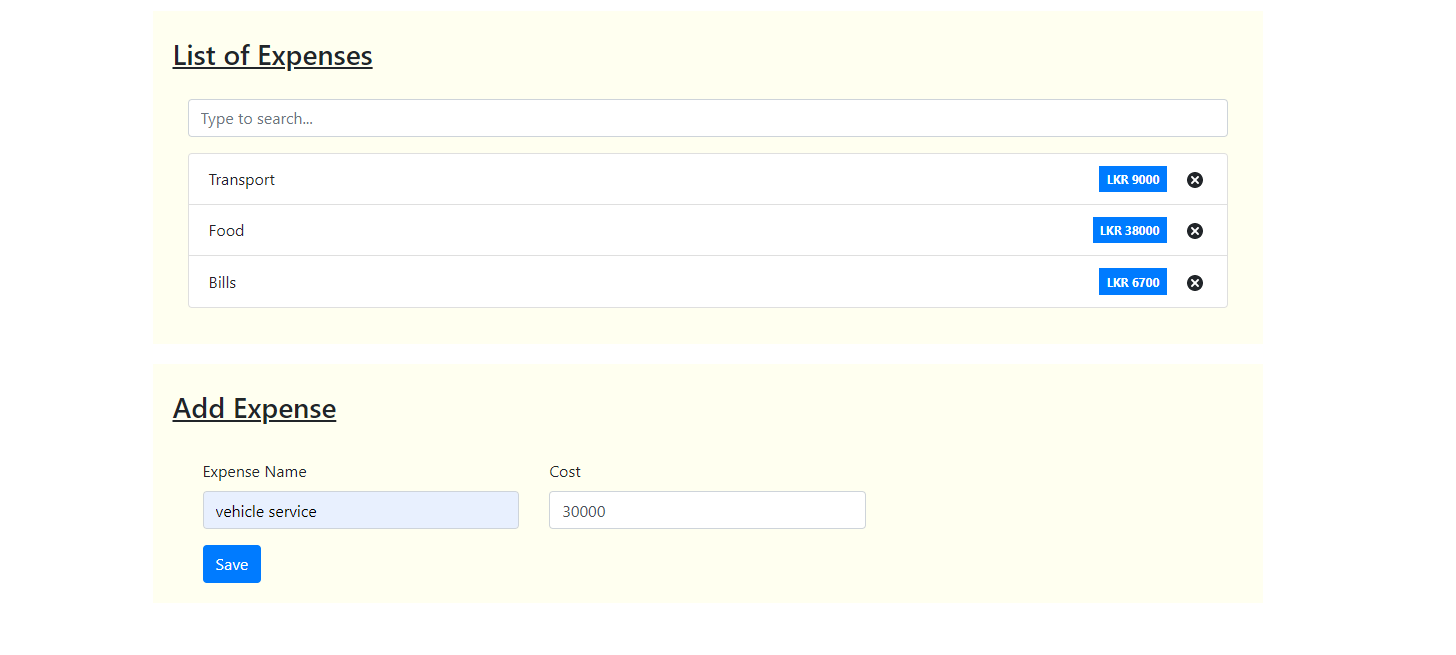 List of Expenses
Type to search...
Transport LKR 9000
Food LKR 38000
Bills LKR 6700
Add Expense
Expense Name Cost
vehicle service 30000
Save